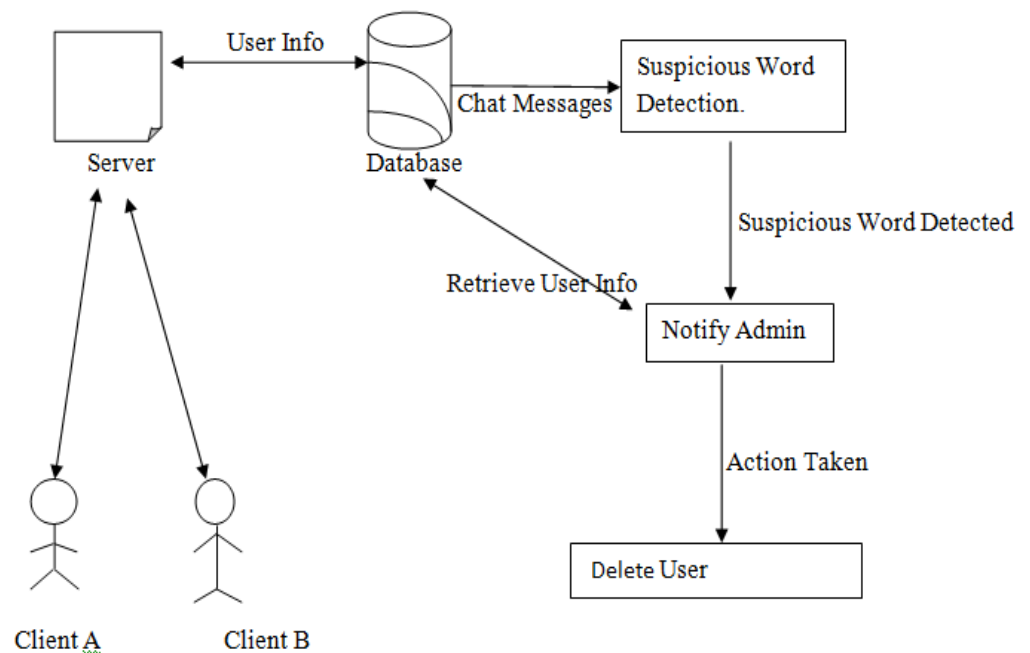 User Info
Suspicious Word
Detection.
Chat Messages
Server
Database
Suspicious Word Detected
Retrieve User Info
Notify Admin
Action Taken
Delete User
Client A
Client B